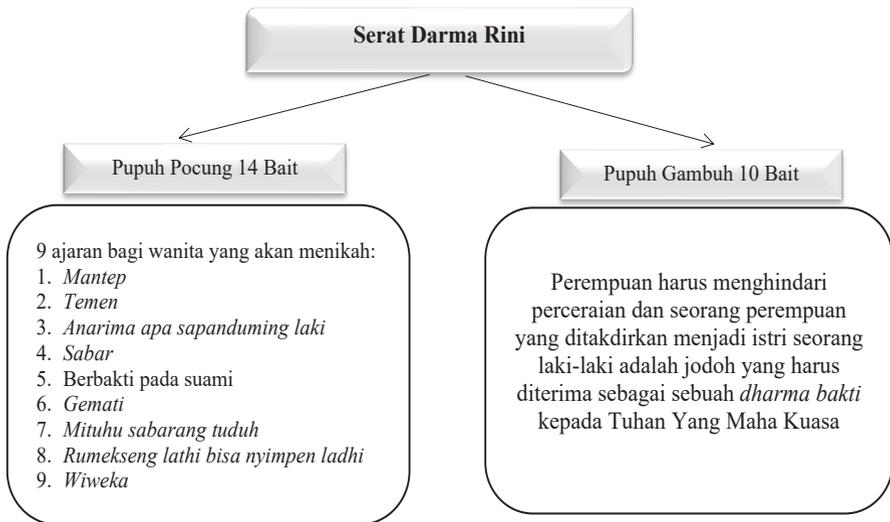 Serat Darma Rini
Pupuh Pocung 14 Bait
Pupuh Gambuh 10 Bait
9 ajaran bagi wanita yang akan menikah:
1. Mantep
2. Temen
3. Anarima apa sapanduming laki
4. Sabar
5. Berbakti pada suami
6. Gemati
7. Mituhu sabarang tuduh
8. Rumekseng lathi bisa nyimpen ladhi
9. Wiweka
Perempuan harus menghindari
perceraian dan seorang perempuan
yang ditakdirkan menjadi istri seorang
laki-laki adalah jodoh yang harus
diterima sebagai sebuah dharma bakti
kepada Tuhan Yang Maha Kuasa